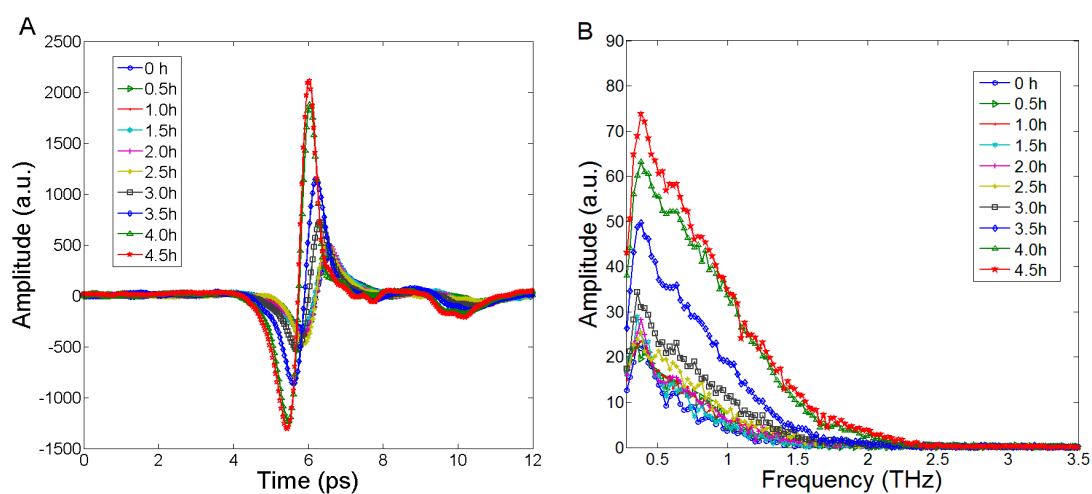 A
2500
2000
1500
1000
500
0
-500
-1000
-1500
Amplitude (a.u.)
0 h
0.5h
1.0h
1.5h
2.0h
2.5h
3.0h
3.5h
4.0h
4.5h
0 2 4 6 8 10 12
Time (ps)
B
90
80
70
60
50
40
30
20
10
0
Amplitude (a.u.)
0 h
0.5h
1.0h
1.5h
2.0h
2.5h
3.0h
3.5h
4.0h
4.5h
0.5 1 1.5 2 2.5 3 3.5
Frequency (THz)